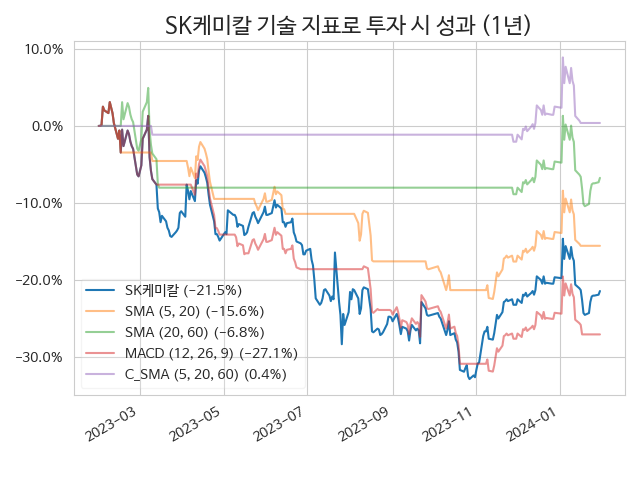 SK케미칼 기술 지표로 투자 시 성과 (1년)
10.0%
0.0%
−10.0%
−20.0%
−30.0%
SK케미칼 (−21.5%)
SMA (5, 20) (−15.6%)
SMA (20, 60) (−6.8%)
MACD (12, 26, 9) (−27.1%)
C_SMA (5, 20, 60) (0.4%)
2023−03
2023−05
2023−07
2023−09
2023−11
2024−01